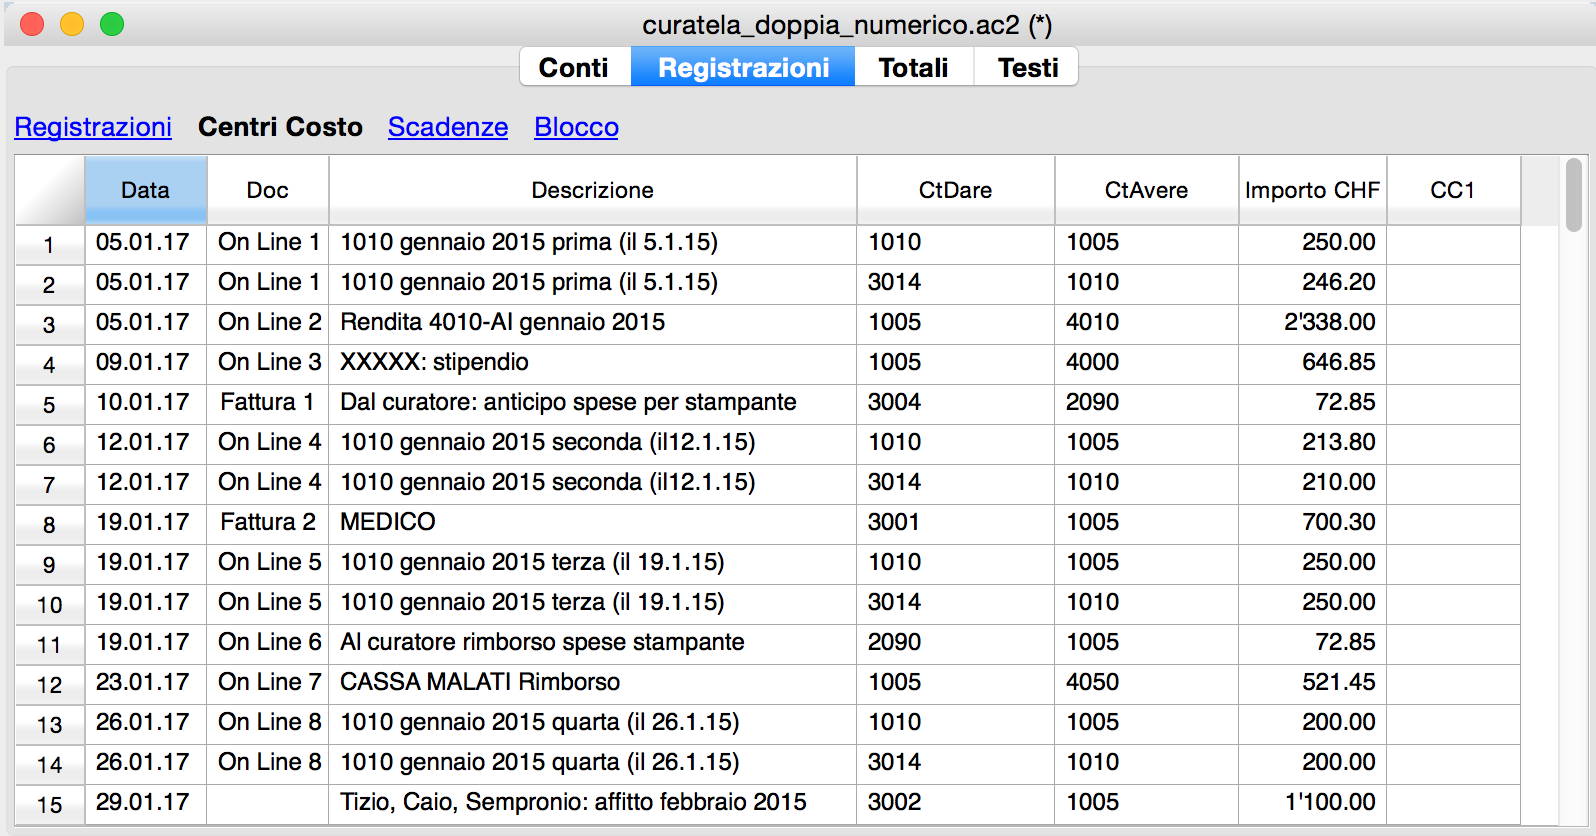 curatela_doppia_numerico.ac2 (*)
Conti Registrazioni Totali Testi
Registrazioni Centri Costo Scadenze Blocco
Data Doc Descrizione CtDare CtAvere Importo CHF CC1
1 05.01.17 On Line 1 1010 gennaio 2015 prima (il 5.1.15) 1010 1005 250.00
2 05.01.17 On Line 1 1010 gennaio 2015 prima (il 5.1.15) 3014 1010 246.20
3 05.01.17 On Line 2 Rendita 4010-AI gennaio 2015 1005 4010 2'338.00
4 09.01.17 On Line 3 XXXXX: stipendio 1005 4000 646.85
5 10.01.17 Fattura 1 Dal curatore: anticipo spese per stampante 3004 2090 72.85
6 12.01.17 On Line 4 1010 gennaio 2015 seconda (il12.1.15) 1010 1005 213.80
7 12.01.17 On Line 4 1010 gennaio 2015 seconda (il12.1.15) 3014 1010 210.00
8 19.01.17 Fattura 2 MEDICO 3001 1005 700.30
9 19.01.17 On Line 5 1010 gennaio 2015 terza (il 19.1.15) 1010 1005 250.00
10 19.01.17 On Line 5 1010 gennaio 2015 terza (il 19.1.15) 3014 1010 250.00
11 19.01.17 On Line 6 Al curatore rimborso spese stampante 2090 1005 72.85
12 23.01.17 On Line 7 CASSA MALATI Rimborso 1005 4050 521.45
13 26.01.17 On Line 8 1010 gennaio 2015 quarta (il 26.1.15) 1010 1005 200.00
14 26.01.17 On Line 8 1010 gennaio 2015 quarta (il 26.1.15) 3014 1010 200.00
15 29.01.17 Tizio, Caio, Sempronio: affitto febbraio 2015 3002 1005 1'100.00